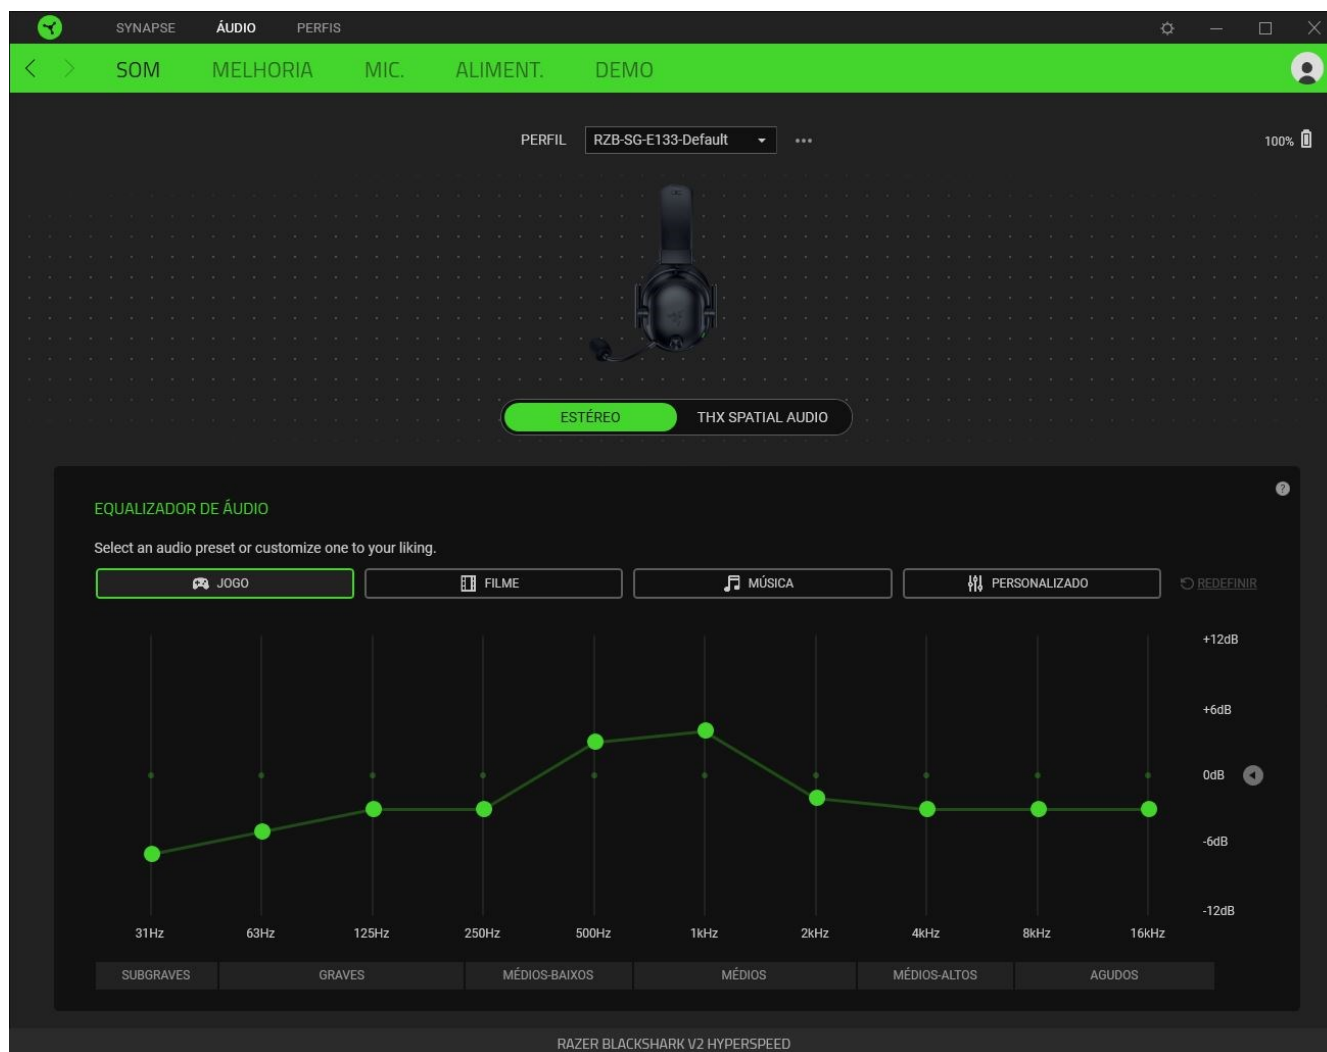 SYNAPSE ÁUDIO PERFIS
SOM MELHORIA MIC. ALIMENT. DEMO
PERFIL RZB-SG-E133-Default 100%
ESTÉREO THX SPATIAL AUDIO
EQUALIZADOR DE ÁUDIO
Select an audio preset or customize one to your liking.
JOGO FILME MÚSICA PERSONALIZADO REDEFINIR
+12dB
+6dB
0dB
-6dB
-12dB
31Hz 63Hz 125Hz 250Hz 500Hz 1kHz 2kHz 4kHz 8kHz 16kHz
SUBGRAVES GRAVES MÉDIOS-BAIXOS MÉDIOS MÉDIOS-ALTOS AGUDOS
RAZER BLACKSHARK V2 HYPERSPEED